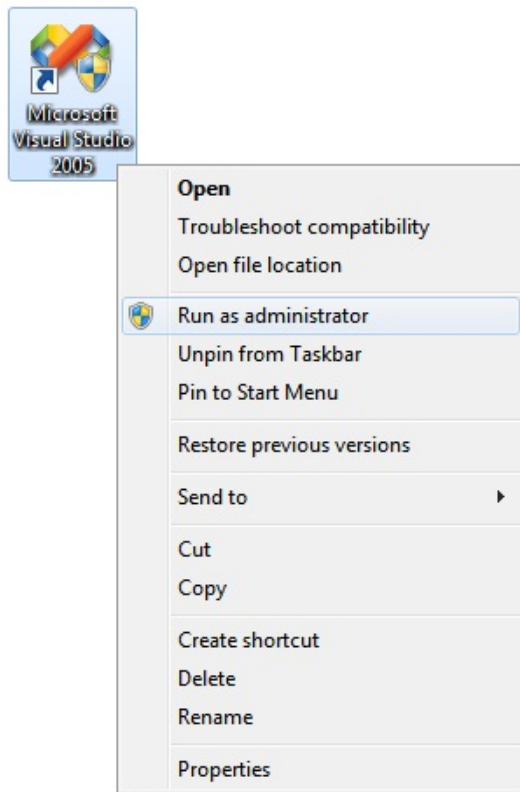 Microsoft
Visual Studio
2005
Open
Troubleshoot compatibility
Open file location
Run as administrator
Unpin from Taskbar
Pin to Start Menu
Restore previous versions
Send to
Cut
Copy
Create shortcut
Delete
Rename
Properties